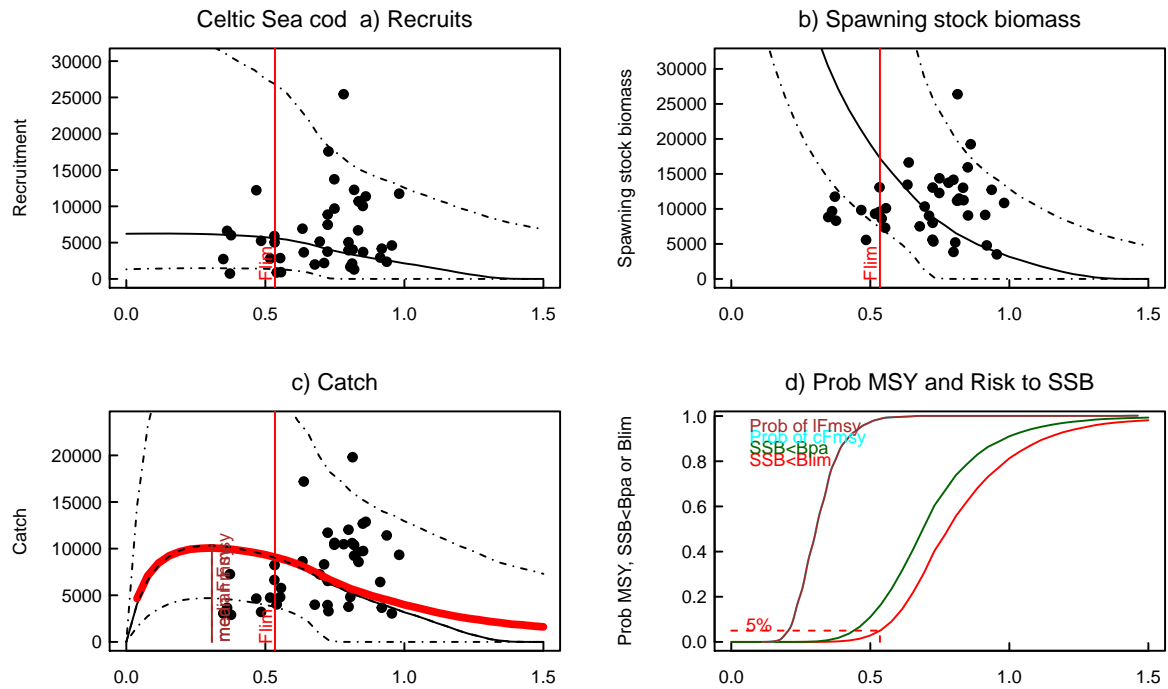 Celtic Sea cod a) Recruits
Recruitment
30000
25000
20000
15000
10000
5000
0
Flim
0.0 0.5 1.0 1.5
b) Spawning stock biomass
Spawning stock biomass
30000
25000
20000
15000
10000
5000
0
Flim
0.0 0.5 1.0 1.5
c) Catch
Catch
20000
15000
10000
5000
0
median Fmsy
Flim
0.0 0.5 1.0 1.5
d) Prob MSY and Risk to SSB
Prob MSY, SSB<Bpa or Blim
1.0
0.8
0.6
0.4
0.2
0.0
Prob of lFmsy
Prob of cFmsy
SSB<Bpa
SSB<Blim
5%
0.0 0.5 1.0 1.5